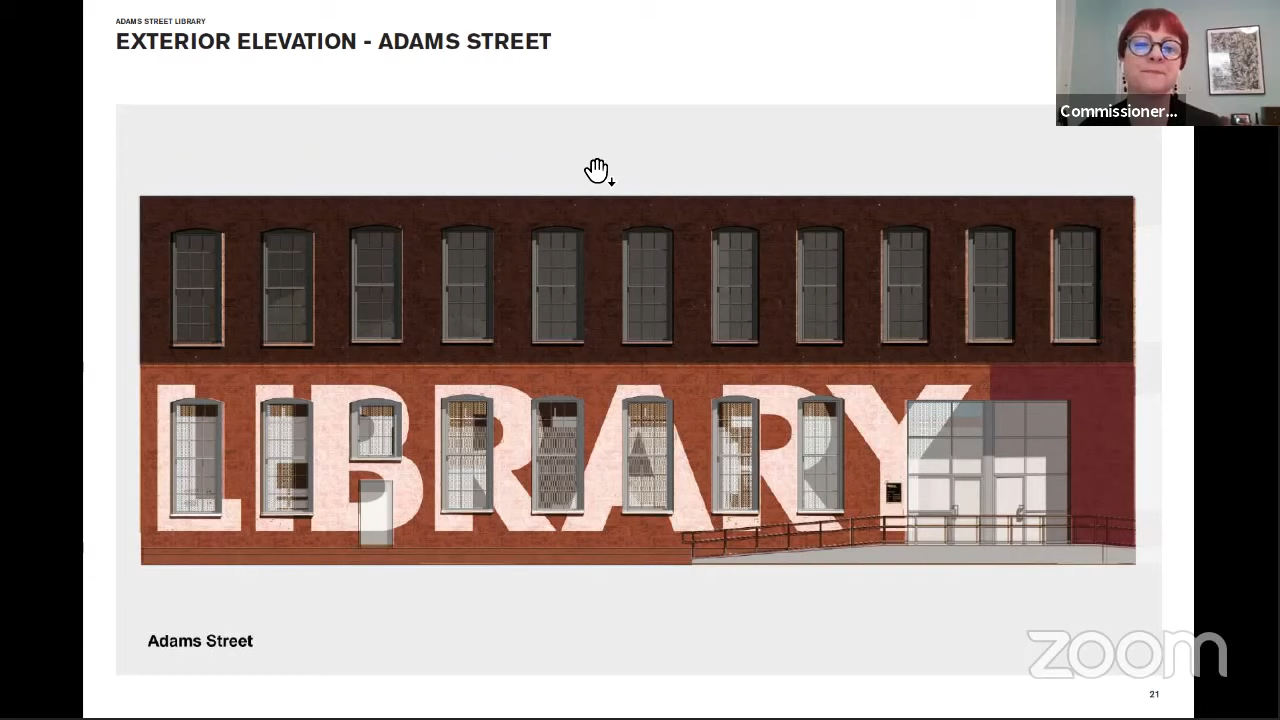 ADAMS STREET LIBRARY
EXTERIOR ELEVATION - ADAMS STREET
Commissioner...
LIBRARY
Adams Street
zoom
21